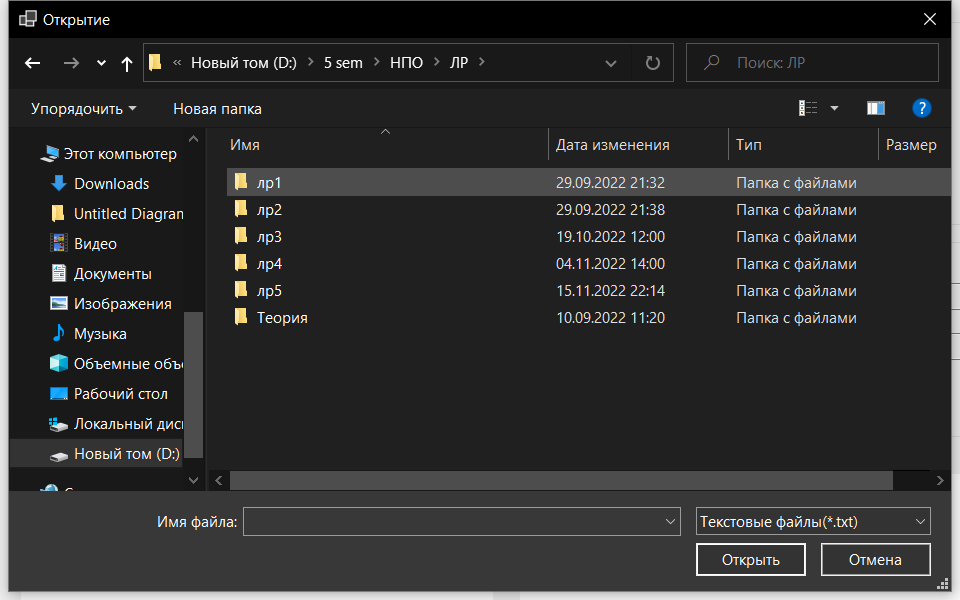 Открытие
« Новый том (D:) > 5 sem > НПО > ЛР >
Поиск: ЛР
Упорядочить
Новая папка
?
Имя Дата изменения Тип Размер
Этот компьютер
Downloads
Untitled Diagran
Видео
Документы
Изображения
Музыка
Объемные объ
Рабочий стол
Локальный дис
Новый том (D:)
лр1 29.09.2022 21:32 Папка с файлами
лр2 29.09.2022 21:38 Папка с файлами
лр3 19.10.2022 12:00 Папка с файлами
лр4 04.11.2022 14:00 Папка с файлами
лр5 15.11.2022 22:14 Папка с файлами
Теория 10.09.2022 11:20 Папка с файлами
Имя файла:
Текстовые файлы(*.txt)
Открыть
Отмена